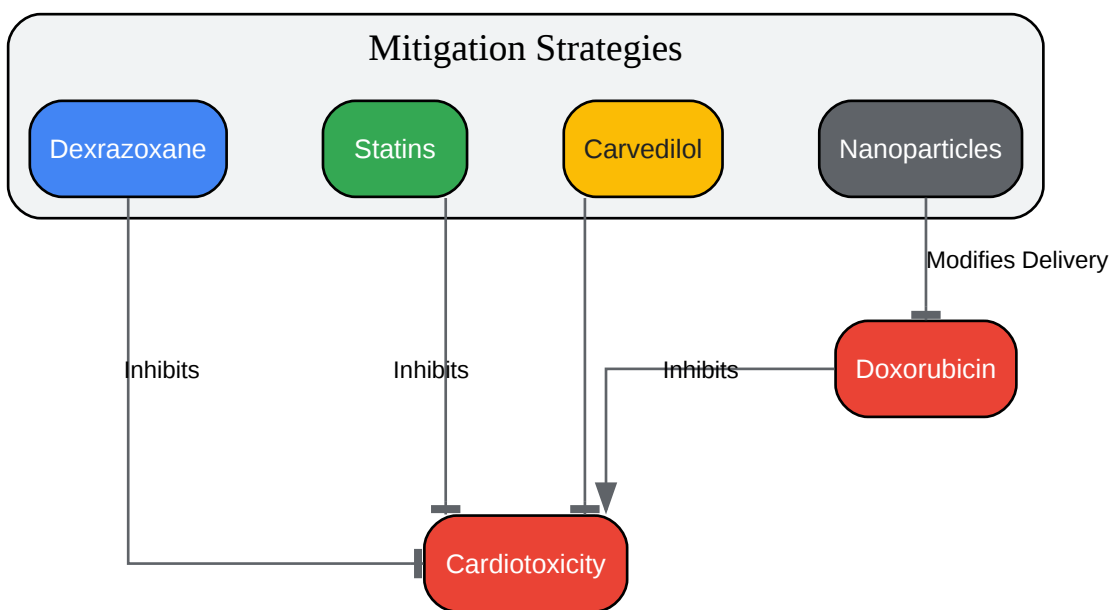 Mitigation Strategies
Dexrazoxane
Statins
Carvedilol
Nanoparticles
Modifies Delivery
Inhibits
Inhibits
Inhibits
Doxorubicin
Cardiotoxicity